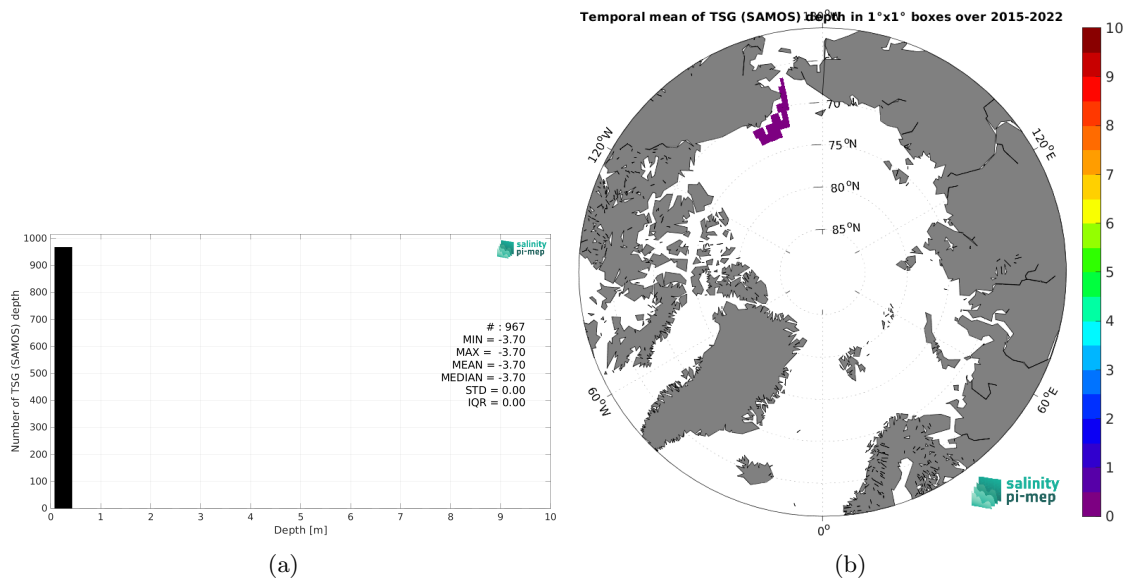 1000
900
800
700
600
500
400
300
200
100
0
Number of TSG (SAMOS) depth
salinity
pi-mep
# : 967
MIN = -3.70
MAX = -3.70
MEAN = -3.70
MEDIAN = -3.70
STD = 0.00
IQR = 0.00
0 1 2 3 4 5 6 7 8 9 10
Depth [m]
(a)
Temporal mean of TSG (SAMOS) depth in 1°x1° boxes over 2015-2022
180°W
120°W
120°E
70°N
75°N
80°N
85°N
60°W
60°E
0°
salinity
pi-mep
10
9
8
7
6
5
4
3
2
1
0
(b)